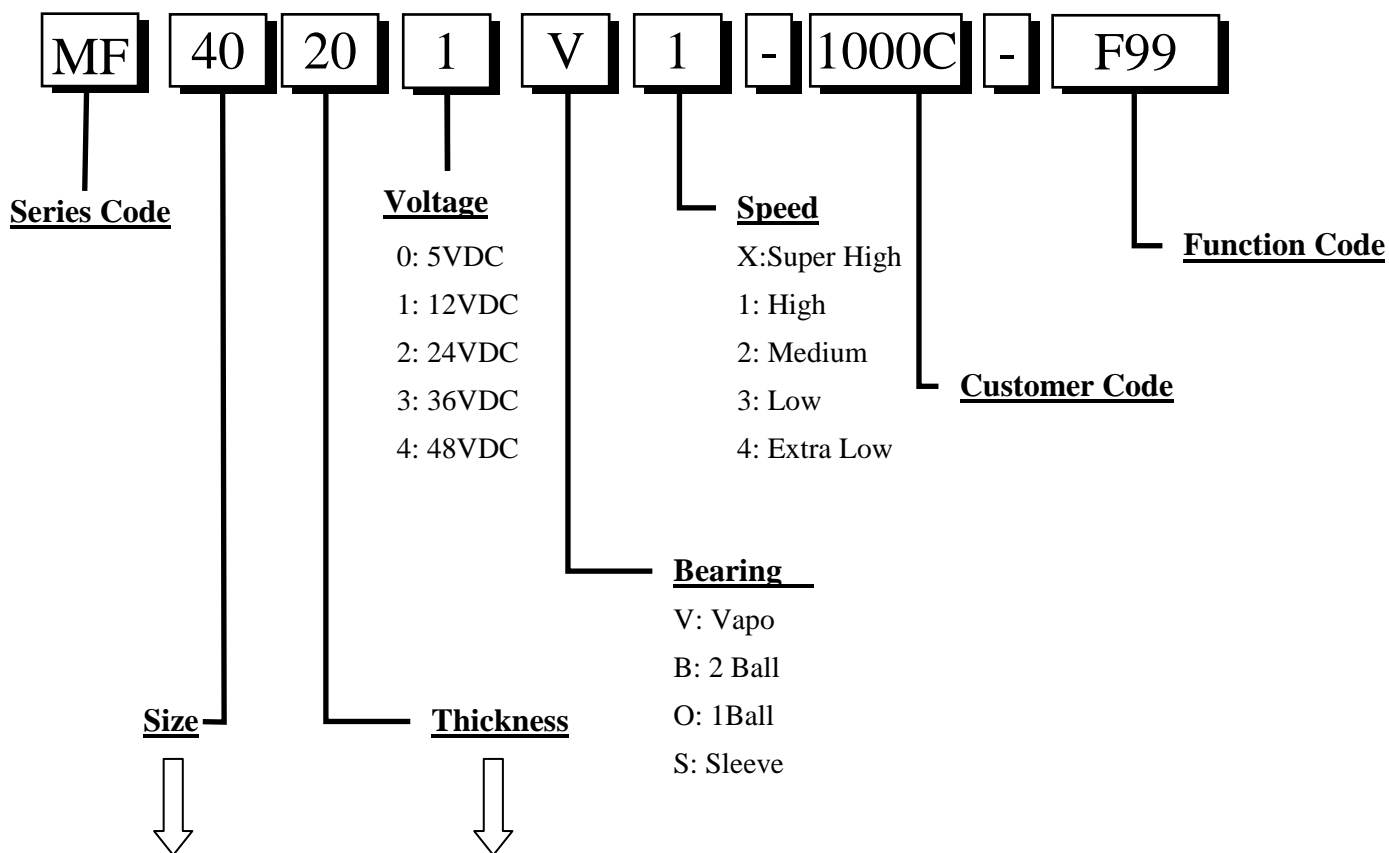 MF 40 20 1 V 1 - 1000C - F99
Series Code
Voltage
0: 5VDC
1: 12VDC
2: 24VDC
3: 36VDC
4: 48VDC
Speed
X:Super High
1: High
2: Medium
3: Low
4: Extra Low
Function Code
Customer Code
Bearing
V: Vapo
B: 2 Ball
O: 1Ball
S: Sleeve
Size
Thickness